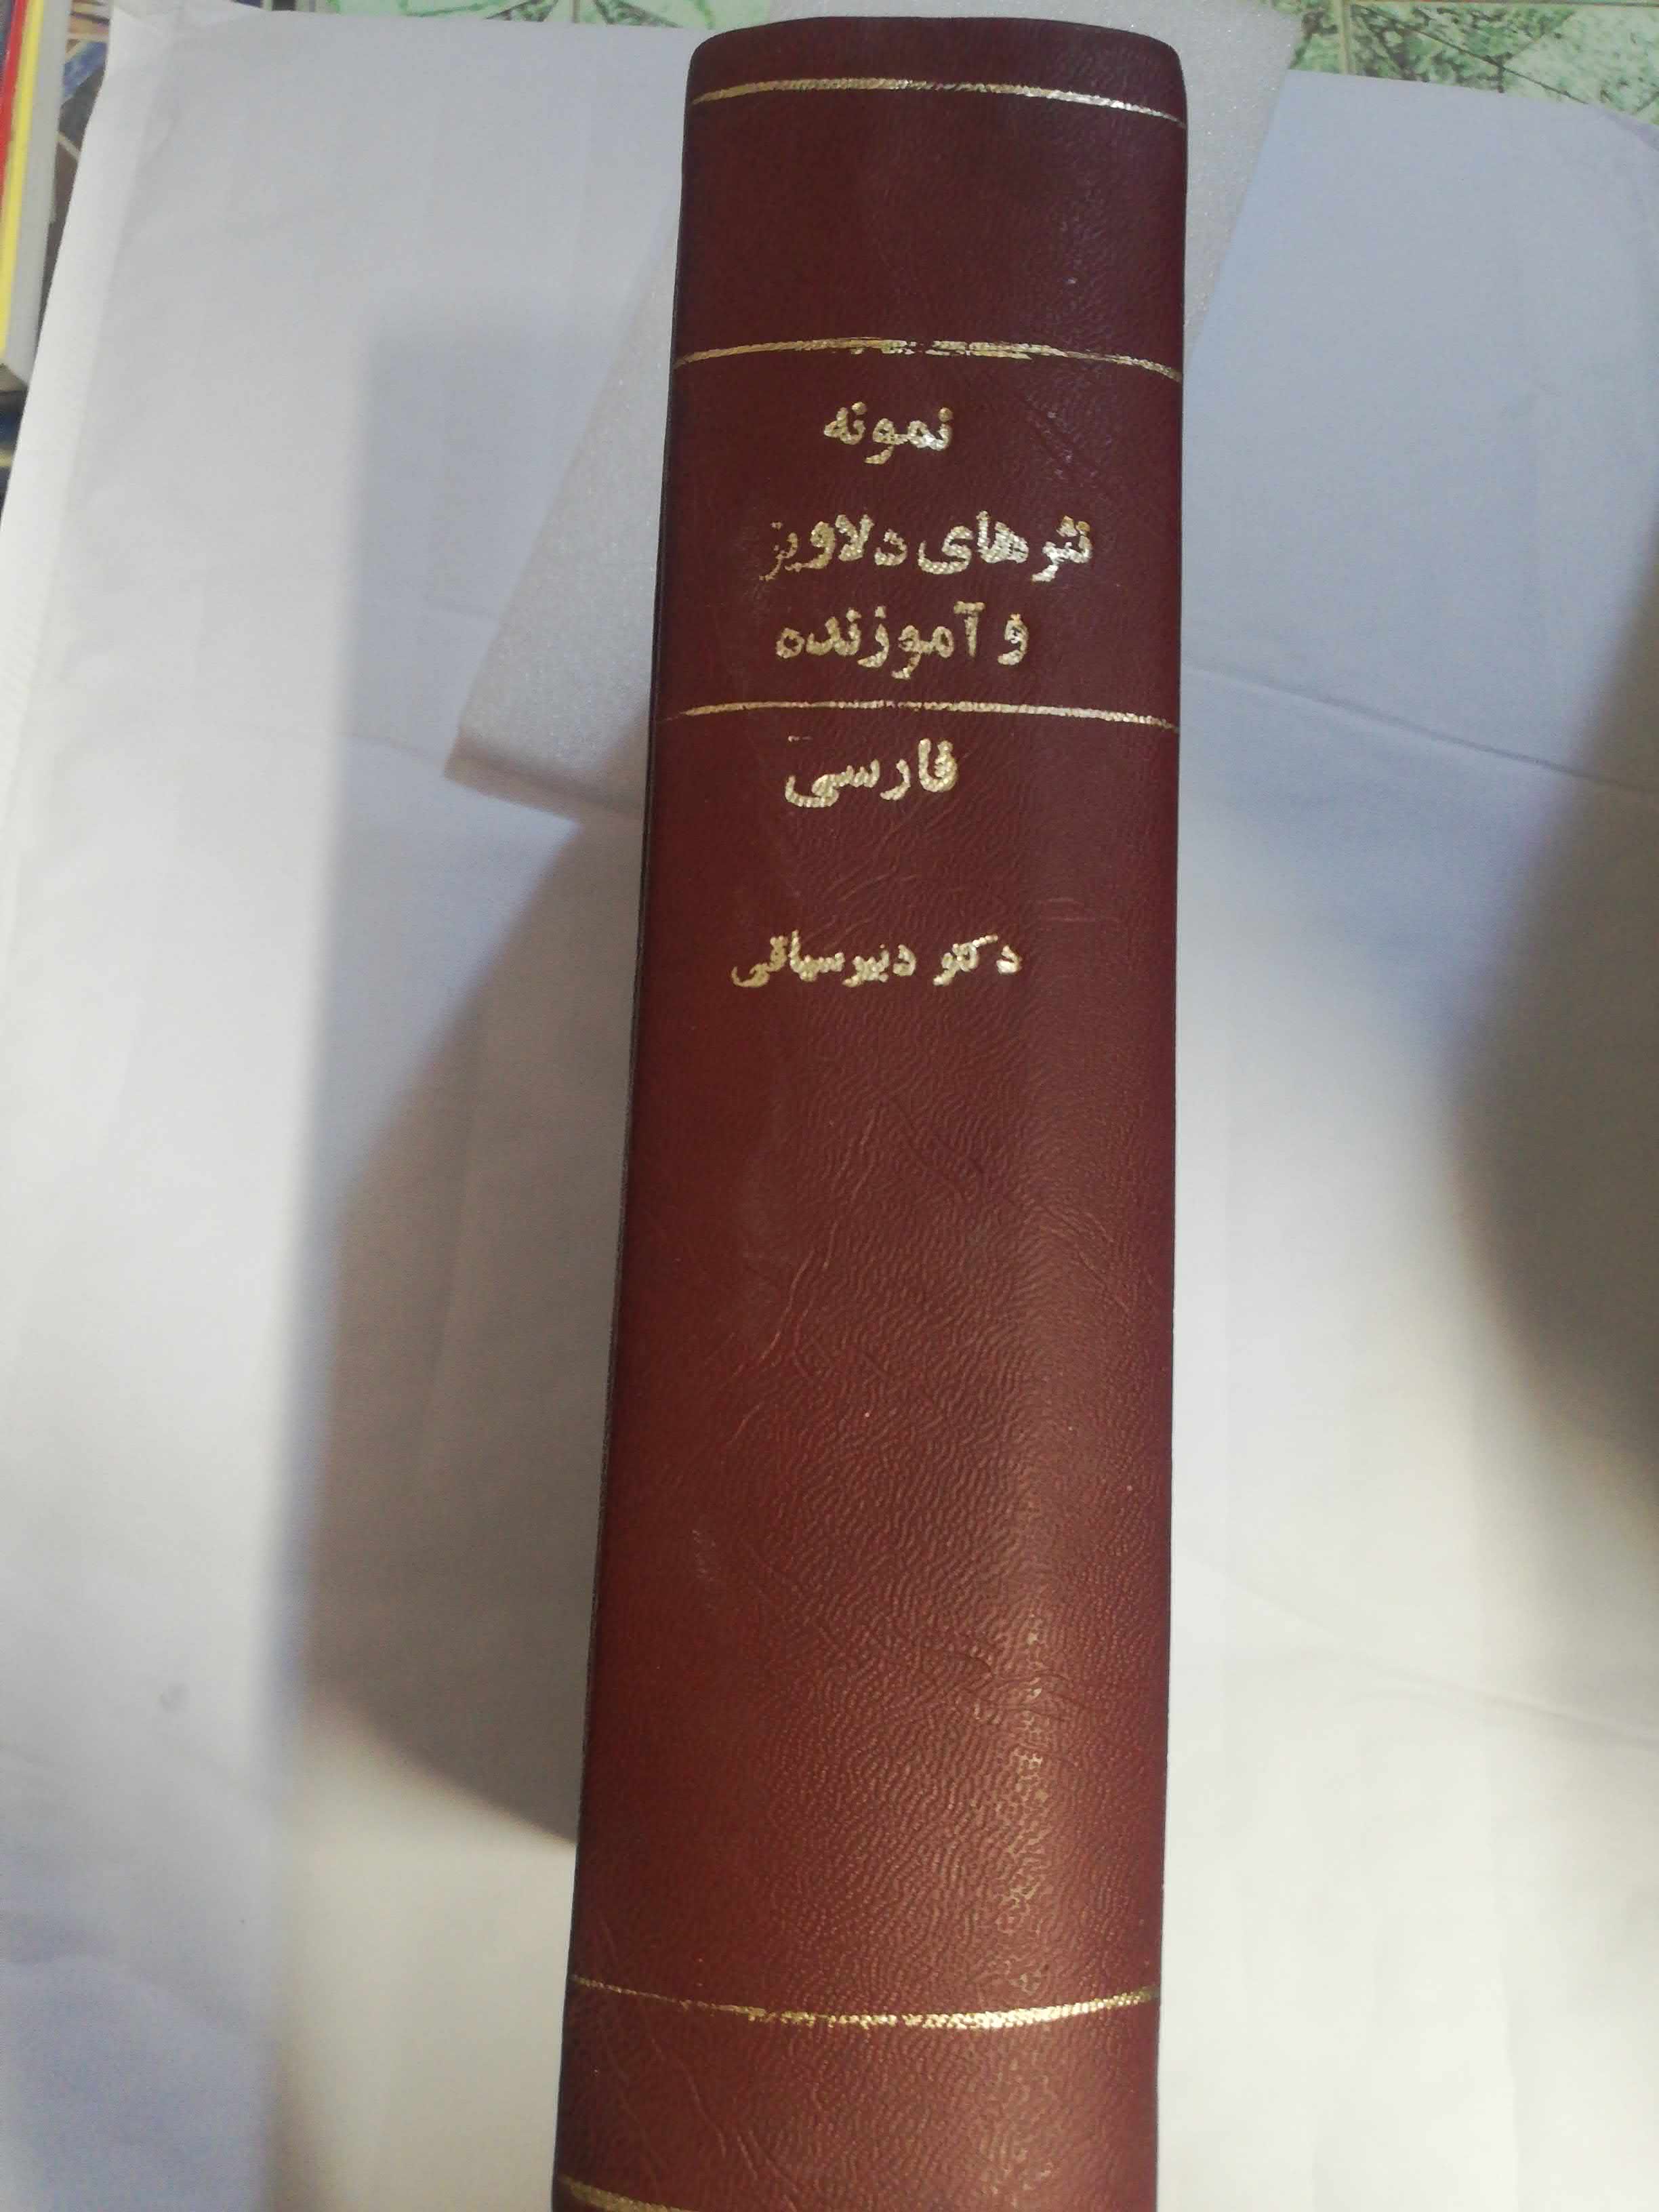 نمونه
نثرهای دلاویز
و آموزنده
فارسی
دکتر دبیرسیاقی